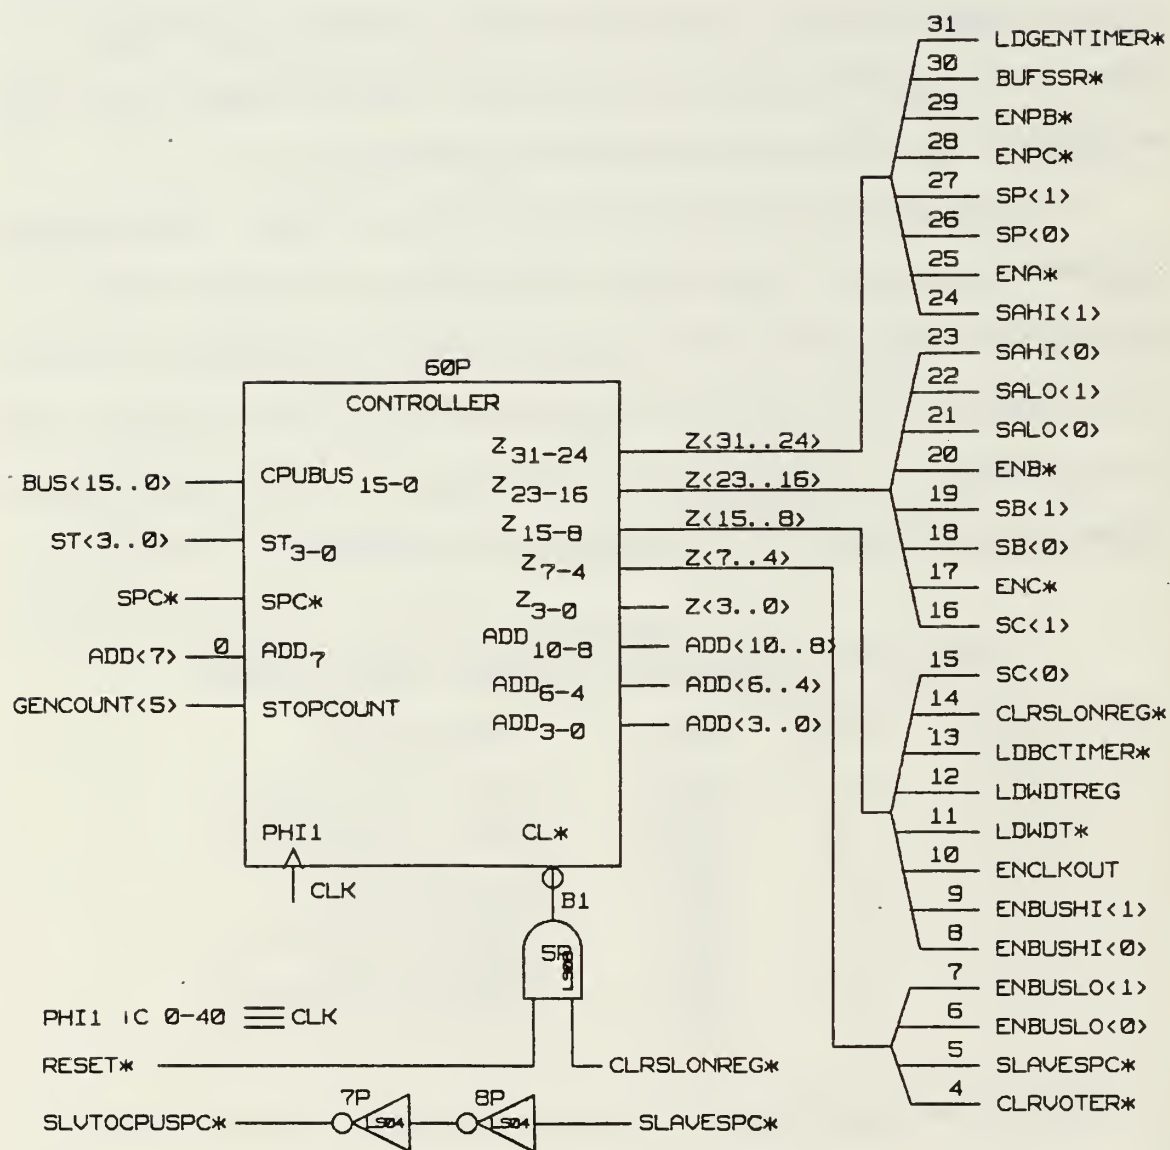 31 LDGENTIMER*
30 BUFSSR*
29 ENPB*
28 ENPC*
27 SP<1>
26 SP<0>
25 ENA*
24 SAHI<1>
23 SAHI<0>
22 SALO<1>
21 SALO<0>
20 ENB*
19 SB<1>
18 SB<0>
17 ENC*
16 SC<1>
15 SC<0>
14 CLRSLONREG*
13 LDBCTIMER*
12 LDWDTREG
11 LDWDT*
10 ENCLKOUT
9 ENBUSHI<1>
8 ENBUSHI<0>
7 ENBUSLO<1>
6 ENBUSLO<0>
5 SLAVESPC*
4 CLRVOTER*
60P
CONTROLLER
BUS<15..0> CPUBUS 15-0
ST<3..0> ST3-0
SPC* SPC*
ADD<7> 0 ADD7
GENCOUNT<5> STOPCOUNT
Z31-24 Z<31..24>
Z23-16 Z<23..16>
Z15-8 Z<15..8>
Z7-4 Z<7..4>
Z3-0 Z<3..0>
ADD10-8 ADD<10..8>
ADD6-4 ADD<6..4>
ADD3-0 ADD<3..0>
PHI1 CL*
CLK
B1
LS08
PHI1 !C 0-40 CLK
RESET* CLRSLONREG*
7P 8P
SLVTOCPUSPC* LS04 LS04 SLAVESPC*